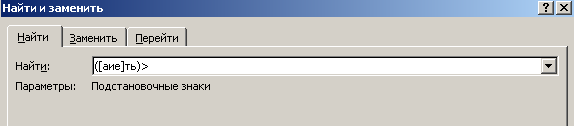 Найти и заменить
Найти Заменить Перейти
Найти: ([аие]ть)>
Параметры: Подстановочные знаки